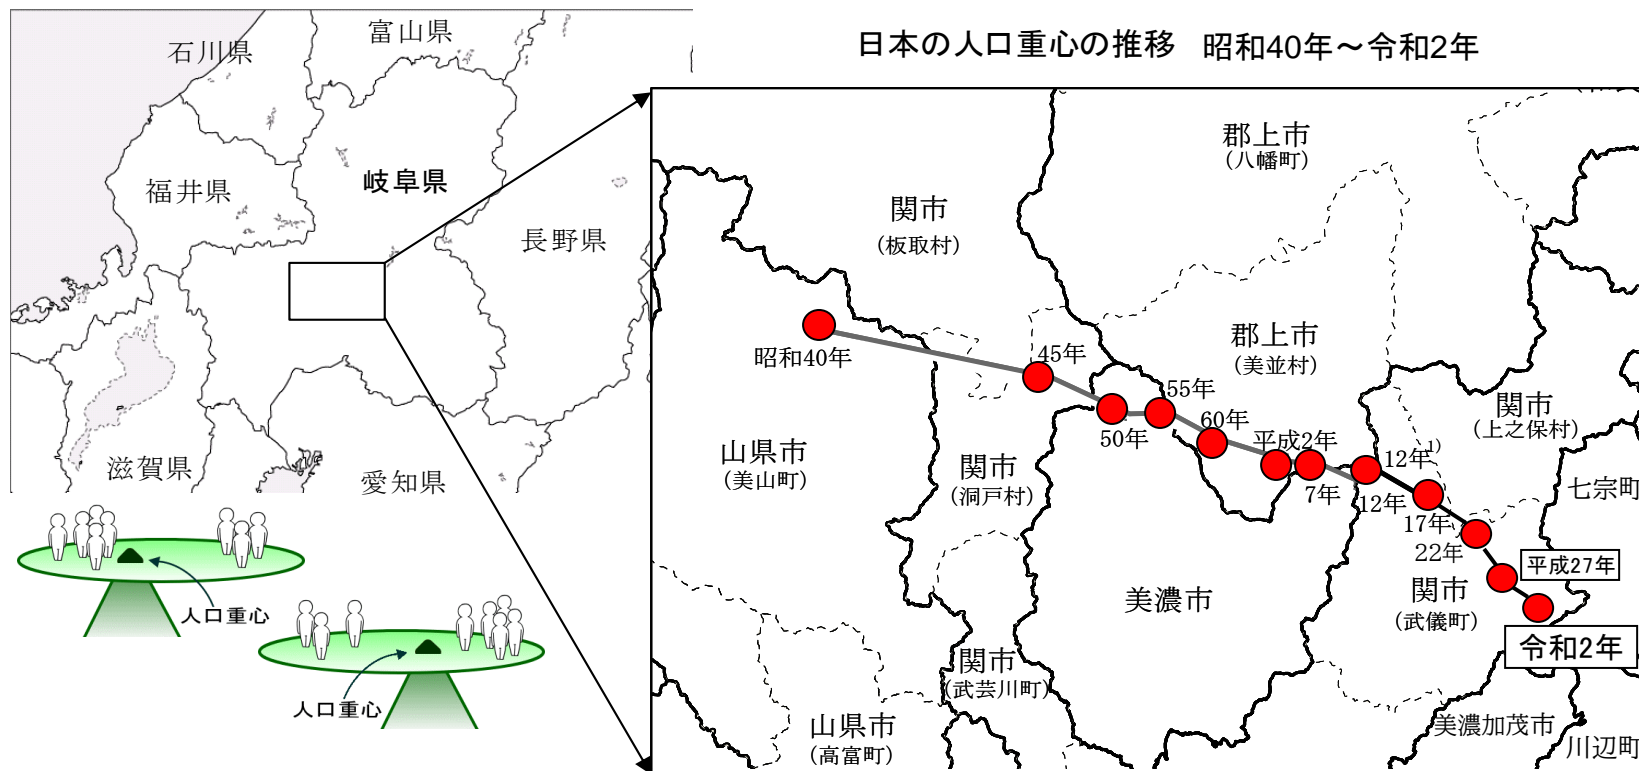 日本の人口重心の推移 昭和40年～令和2年
石川県
富山県
福井県
岐阜県
長野県
滋賀県
愛知県
人口重心
人口重心
郡上市
(八幡町)
関市
(板取村)
郡上市
(美並村)
昭和40年
45年
50年
55年
60年
平成2年
7年
12年1)
12年
17年
22年
平成27年
令和2年
関市
(上之保村)
七宗町
山県市
(美山町)
関市
(洞戸村)
美濃市
関市
(武儀町)
関市
(武芸川町)
山県市
(高富町)
美濃加茂市
川辺町